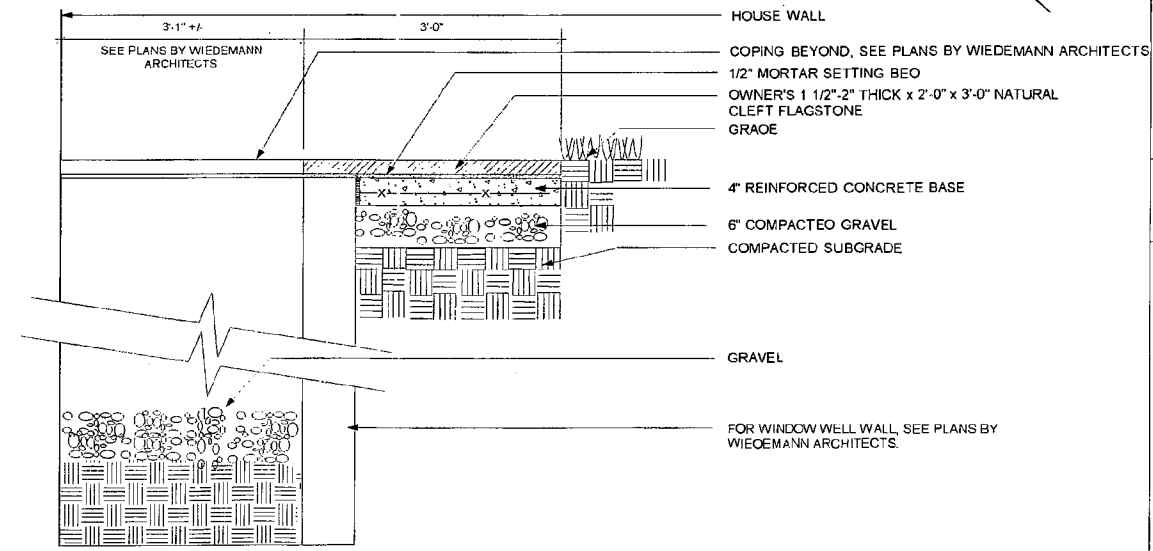 HOUSE WALL
3'-1" +/-
3'-0"
SEE PLANS BY WIEDEMANN
ARCHITECTS
COPING BEYOND, SEE PLANS BY WIEDEMANN ARCHITECTS
1/2" MORTAR SETTING BEO
OWNER'S 1 1/2"-2" THICK x 2'-0" x 3'-0" NATURAL
CLEFT FLAGSTONE
GRAOE
4" REINFORCED CONCRETE BASE
X
X
6" COMPACTEO GRAVEL
COMPACTED SUBGRADE
GRAVEL
FOR WINDOW WELL WALL, SEE PLANS BY
WIEOEMANN ARCHITECTS.